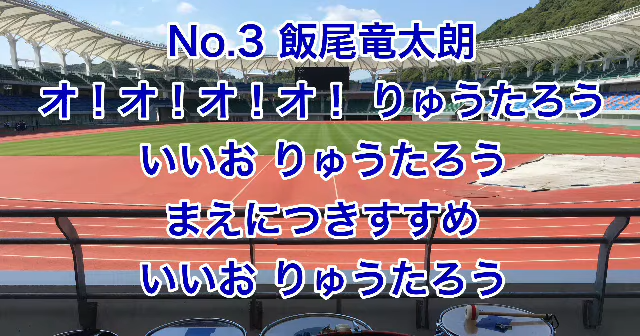 No.3 飯尾竜太朗
オ！オ！オ！オ！ りゅうたろう
いいお りゅうたろう
まえにつきすすめ
いいお りゅうたろう